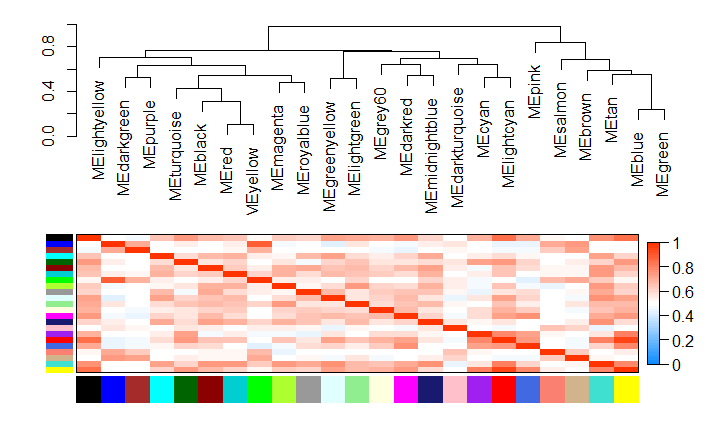 0.8
0.4
0.0
MElightyellow
MEdarkgreen
MEpurple
MEturquoise
MEblack
MEred
MEyellow
MEmagenta
MEroyalblue
MEgreenyellow
MElightgreen
MEgrey60
MEdarkred
MEmidnightblue
MEdarkturquoise
MEcyan
MElightcyan
MEpink
MEsalmon
MEbrown
MEtan
MEblue
MEgreen
1
0.8
0.6
0.4
0.2
0